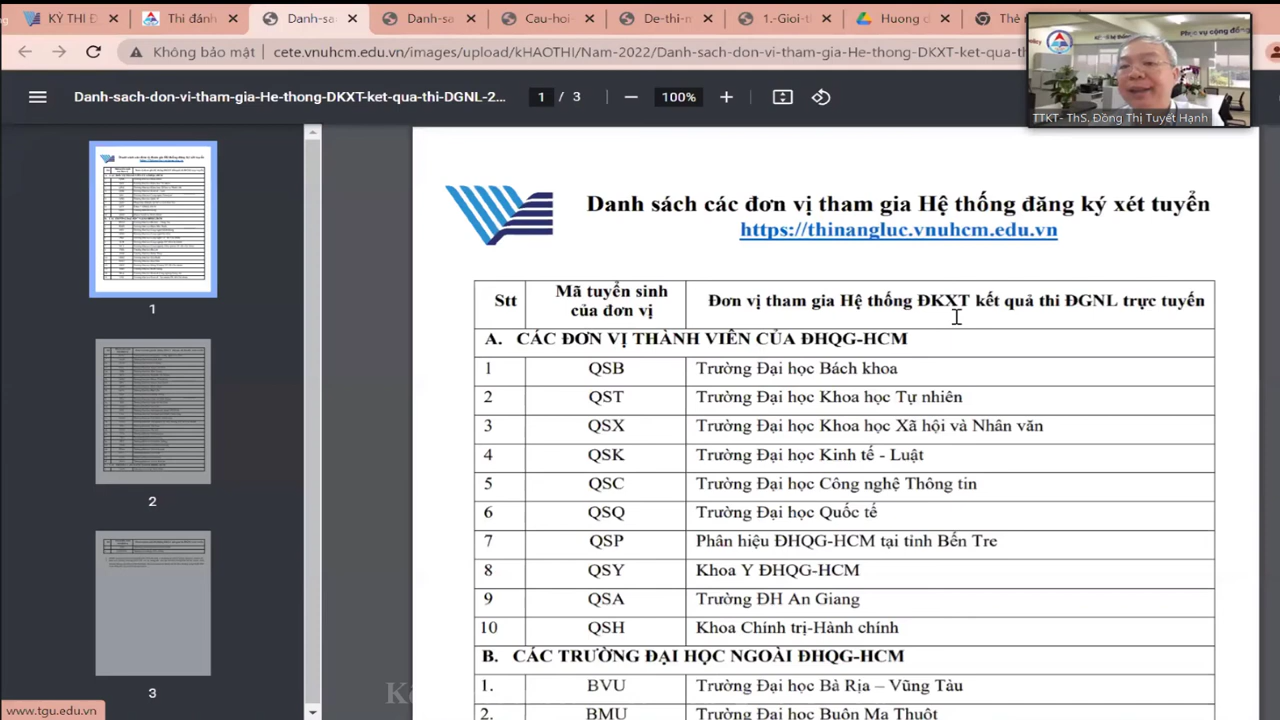 KỲ THI Đ
Thi đánh
Danh-sa
Danh-sa
Cau-hoi
De-thi-n
1.-Gioi-t
Huong d
Thẻ n
Không bảo mật
cete.vnuhcm.edu.vn/images/upload/KHAOTHI/Nam-2022/Danh-sach-don-vi-tham-gia-He-thong-DKXT-ket-qua-th
Danh-sach-don-vi-tham-gia-He-thong-DKXT-ket-qua-thi-DGNL-2...
1 / 3
100%
TTKT- ThS. Đồng Thị Tuyết Hạnh
Danh sách các đơn vị tham gia Hệ thống đăng ký xét tuyển
https://thinangluc.vnuhcm.edu.vn
Stt Mã tuyển sinh của đơn vị Đơn vị tham gia Hệ thống ĐKXT kết quả thi ĐGNL trực tuyến
A. CÁC ĐƠN VỊ THÀNH VIÊN CỦA ĐHQG-HCM
1 QSB Trường Đại học Bách khoa
2 QST Trường Đại học Khoa học Tự nhiên
3 QSX Trường Đại học Khoa học Xã hội và Nhân văn
4 QSK Trường Đại học Kinh tế - Luật
5 QSC Trường Đại học Công nghệ Thông tin
6 QSQ Trường Đại học Quốc tế
7 QSP Phân hiệu ĐHQG-HCM tại tỉnh Bến Tre
8 QSY Khoa Y ĐHQG-HCM
9 QSA Trường ĐH An Giang
10 QSH Khoa Chính trị-Hành chính
B. CÁC TRƯỜNG ĐẠI HỌC NGOÀI ĐHQG-HCM
1. BVU Trường Đại học Bà Rịa – Vũng Tàu
2. BMU Trường Đại học Buôn Ma Thuột
1
2
3
www.tgu.edu.vn